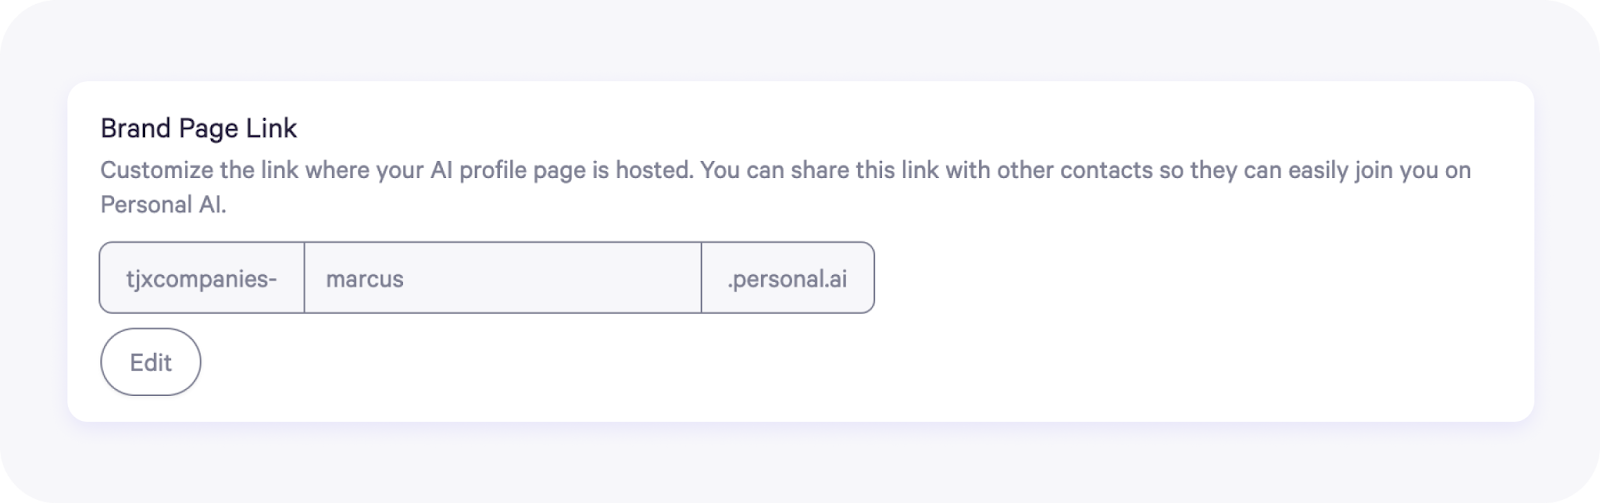 Brand Page Link
Customize the link where your AI profile page is hosted. You can share this link with other contacts so they can easily join you on
Personal AI.
tjxcompanies- marcus .personal.ai
Edit